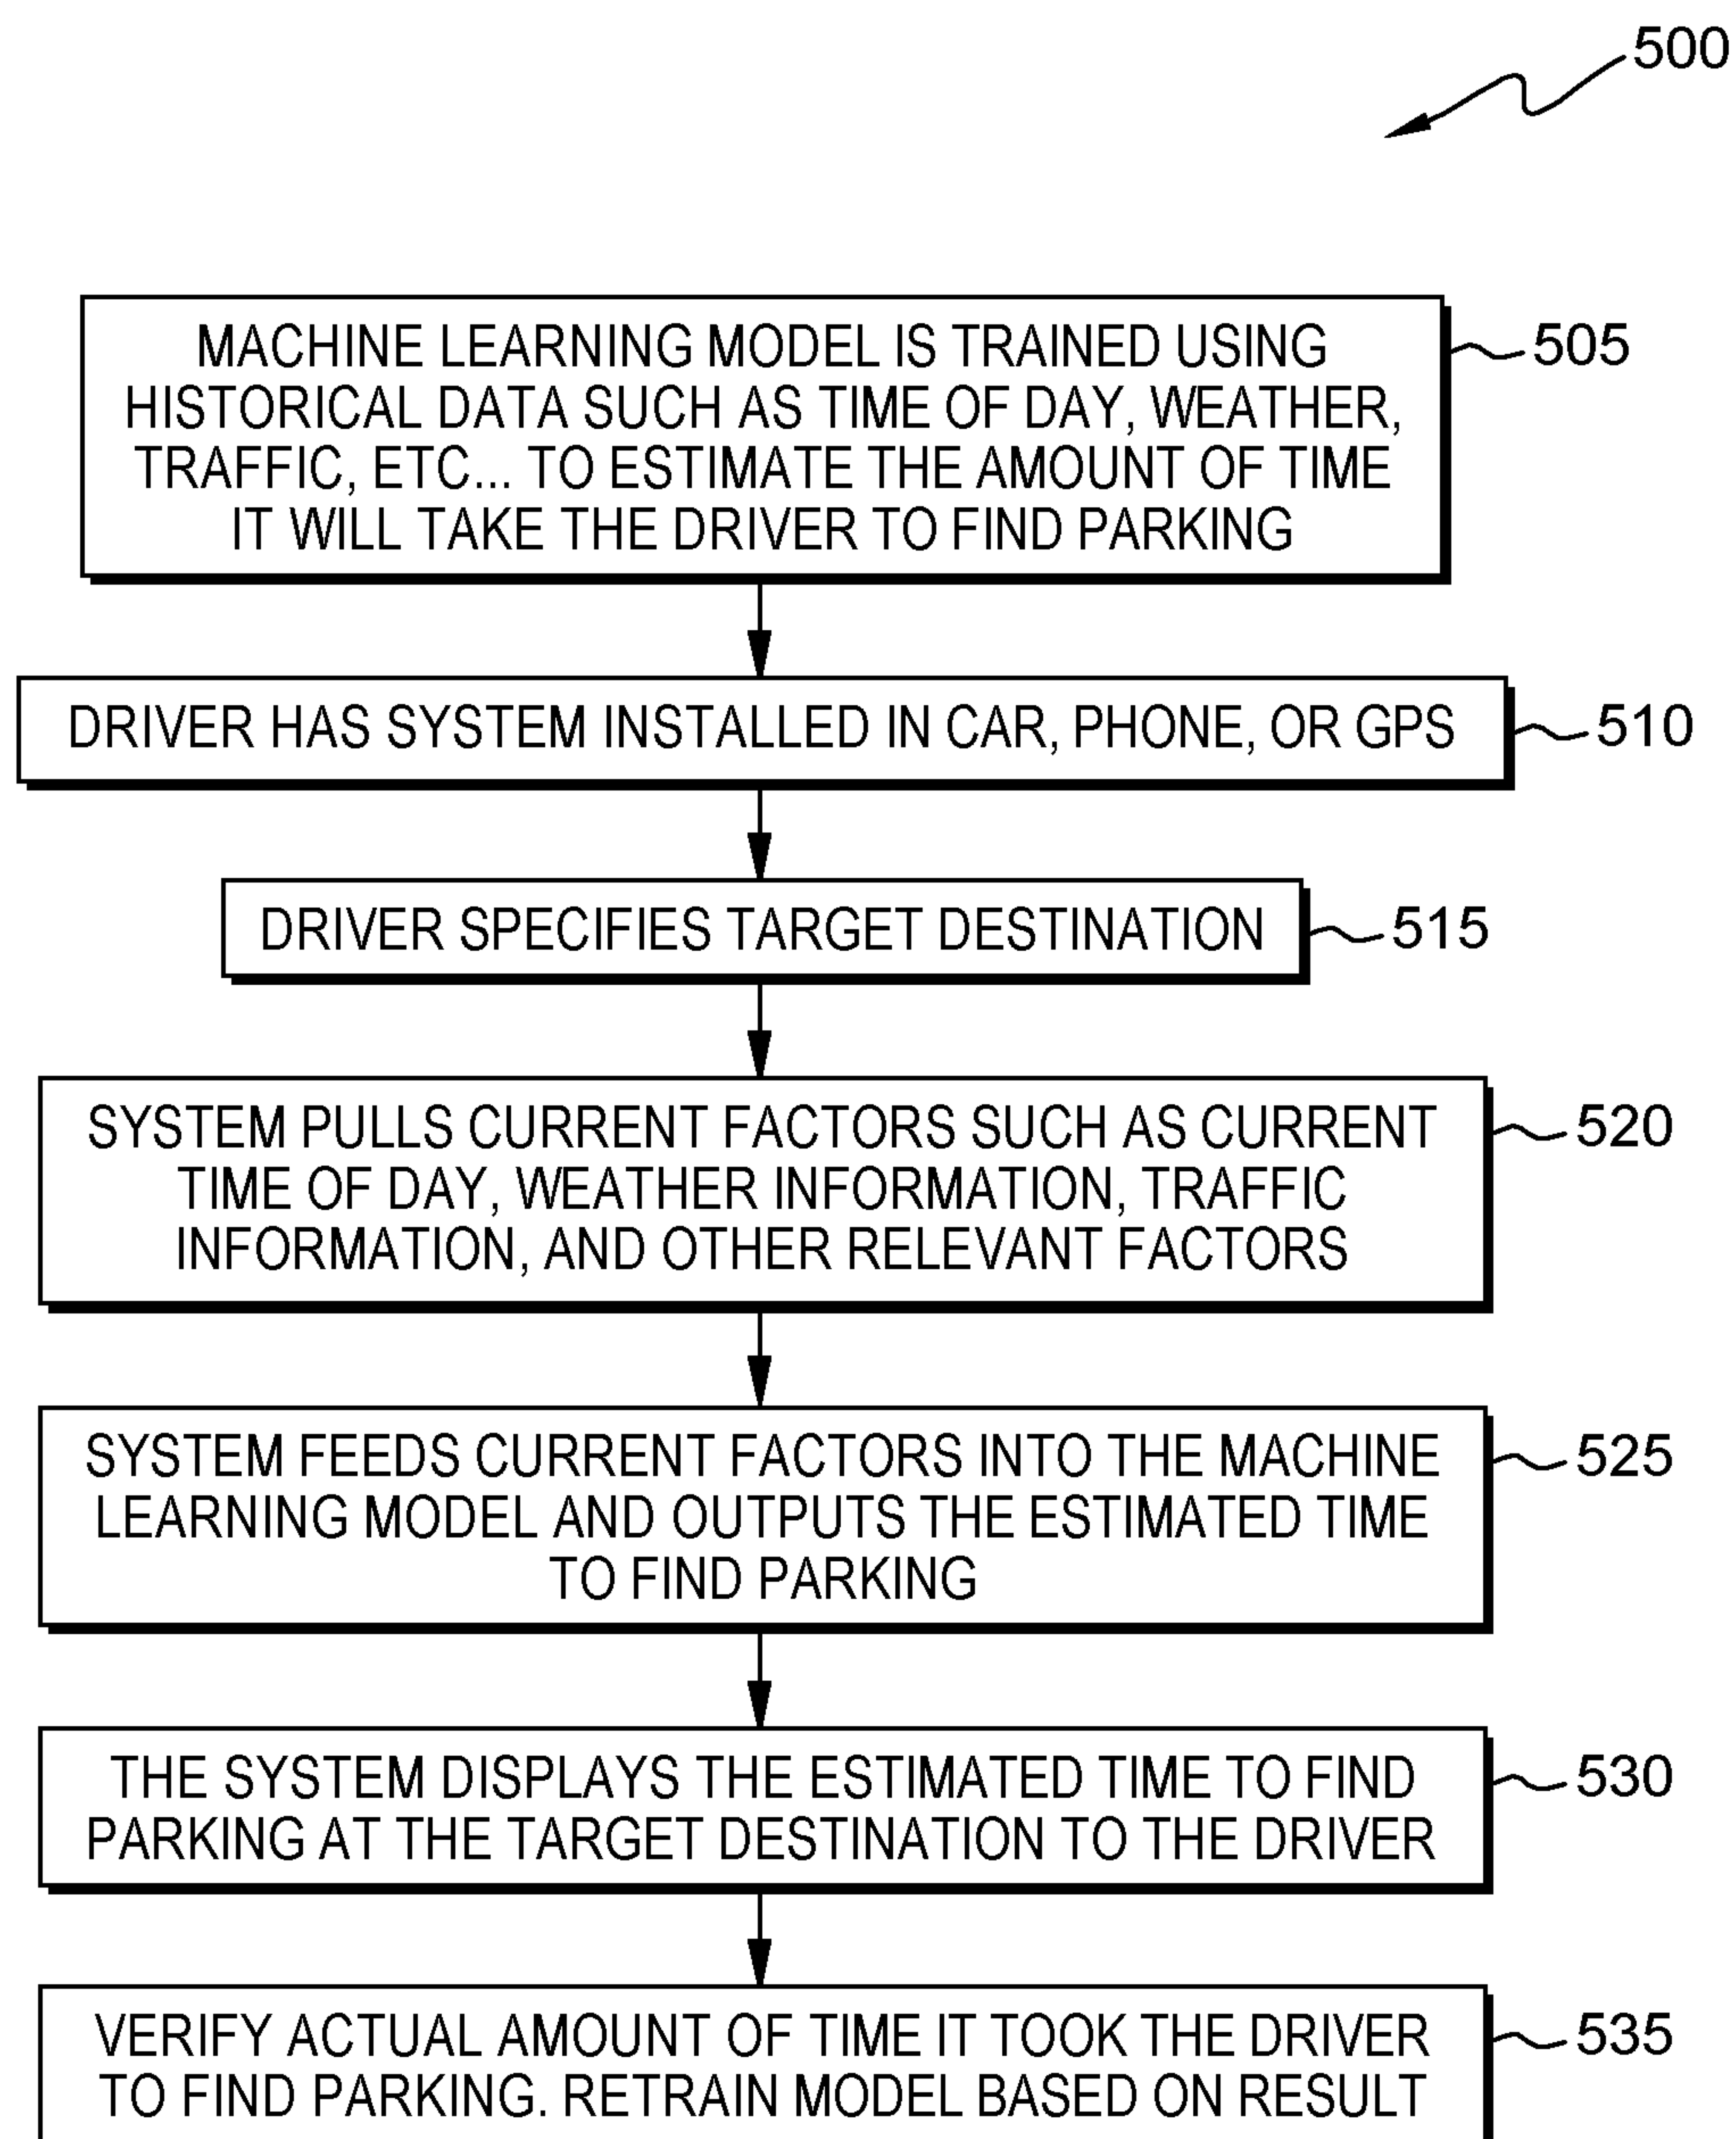 500
MACHINE LEARNING MODEL IS TRAINED USING
HISTORICAL DATA SUCH AS TIME OF DAY, WEATHER,
TRAFFIC, ETC... TO ESTIMATE THE AMOUNT OF TIME
IT WILL TAKE THE DRIVER TO FIND PARKING
505
DRIVER HAS SYSTEM INSTALLED IN CAR, PHONE, OR GPS
510
DRIVER SPECIFIES TARGET DESTINATION
515
SYSTEM PULLS CURRENT FACTORS SUCH AS CURRENT
TIME OF DAY, WEATHER INFORMATION, TRAFFIC
INFORMATION, AND OTHER RELEVANT FACTORS
520
SYSTEM FEEDS CURRENT FACTORS INTO THE MACHINE
LEARNING MODEL AND OUTPUTS THE ESTIMATED TIME
TO FIND PARKING
525
THE SYSTEM DISPLAYS THE ESTIMATED TIME TO FIND
PARKING AT THE TARGET DESTINATION TO THE DRIVER
530
VERIFY ACTUAL AMOUNT OF TIME IT TOOK THE DRIVER
TO FIND PARKING. RETRAIN MODEL BASED ON RESULT
535